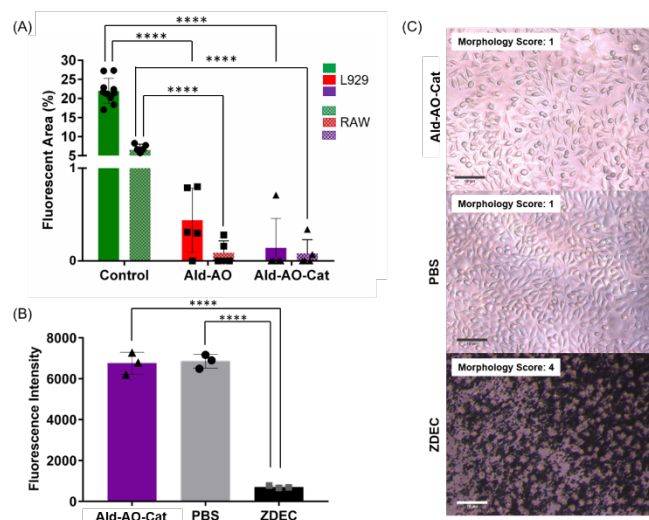 (A)
****
****
****
****
Fluorescent Area (%)
30
25
20
15
10
5
1
0
L929
RAW
Control
Ald-AO
Ald-AO-Cat
(B)
****
****
Fluorescence Intensity
8000
6000
4000
2000
0
Ald-AO-Cat
PBS
ZDEC
(C)
Ald-AO-Cat
Morphology Score: 1
PBS
Morphology Score: 1
ZDEC
Morphology Score: 4